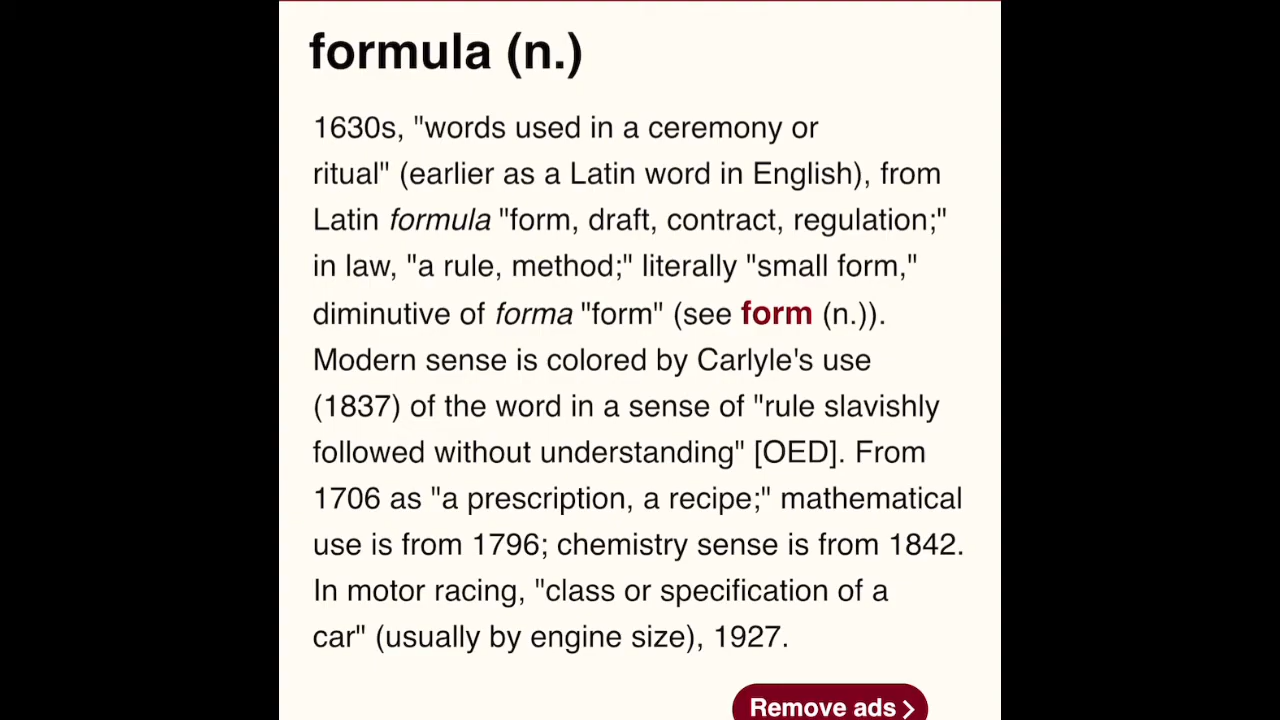 formula (n.)
1630s, "words used in a ceremony or
ritual" (earlier as a Latin word in English), from
Latin formula "form, draft, contract, regulation;"
in law, "a rule, method;" literally "small form,"
diminutive of forma "form" (see form (n.)).
Modern sense is colored by Carlyle's use
(1837) of the word in a sense of "rule slavishly
followed without understanding" [OED]. From
1706 as "a prescription, a recipe;" mathematical
use is from 1796; chemistry sense is from 1842.
In motor racing, "class or specification of a
car" (usually by engine size), 1927.
Remove ads >